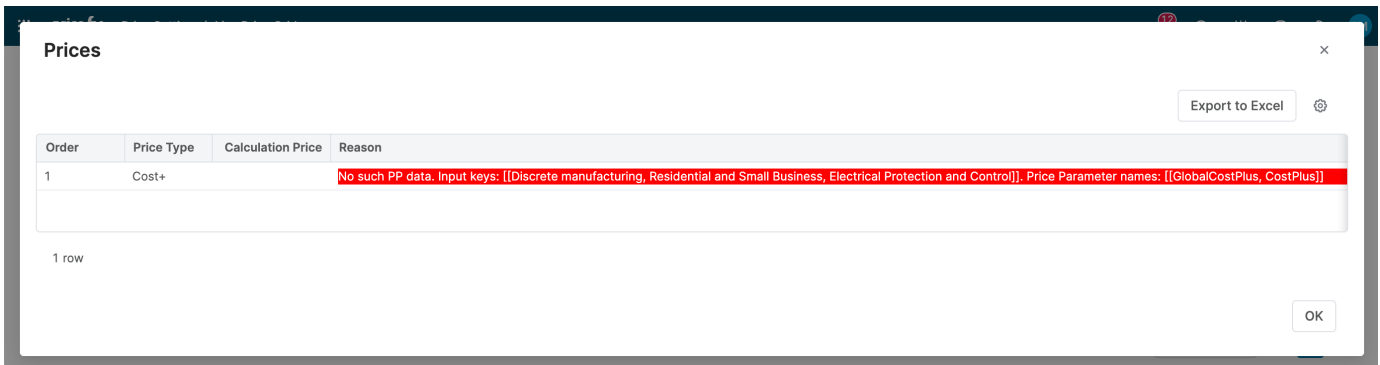 12
Prices
×
Export to Excel
Order Price Type Calculation Price Reason
1 Cost+ No such PP data. Input keys: [[Discrete manufacturing, Residential and Small Business, Electrical Protection and Control]]. Price Parameter names: [[GlobalCostPlus, CostPlus]]
1 row
OK